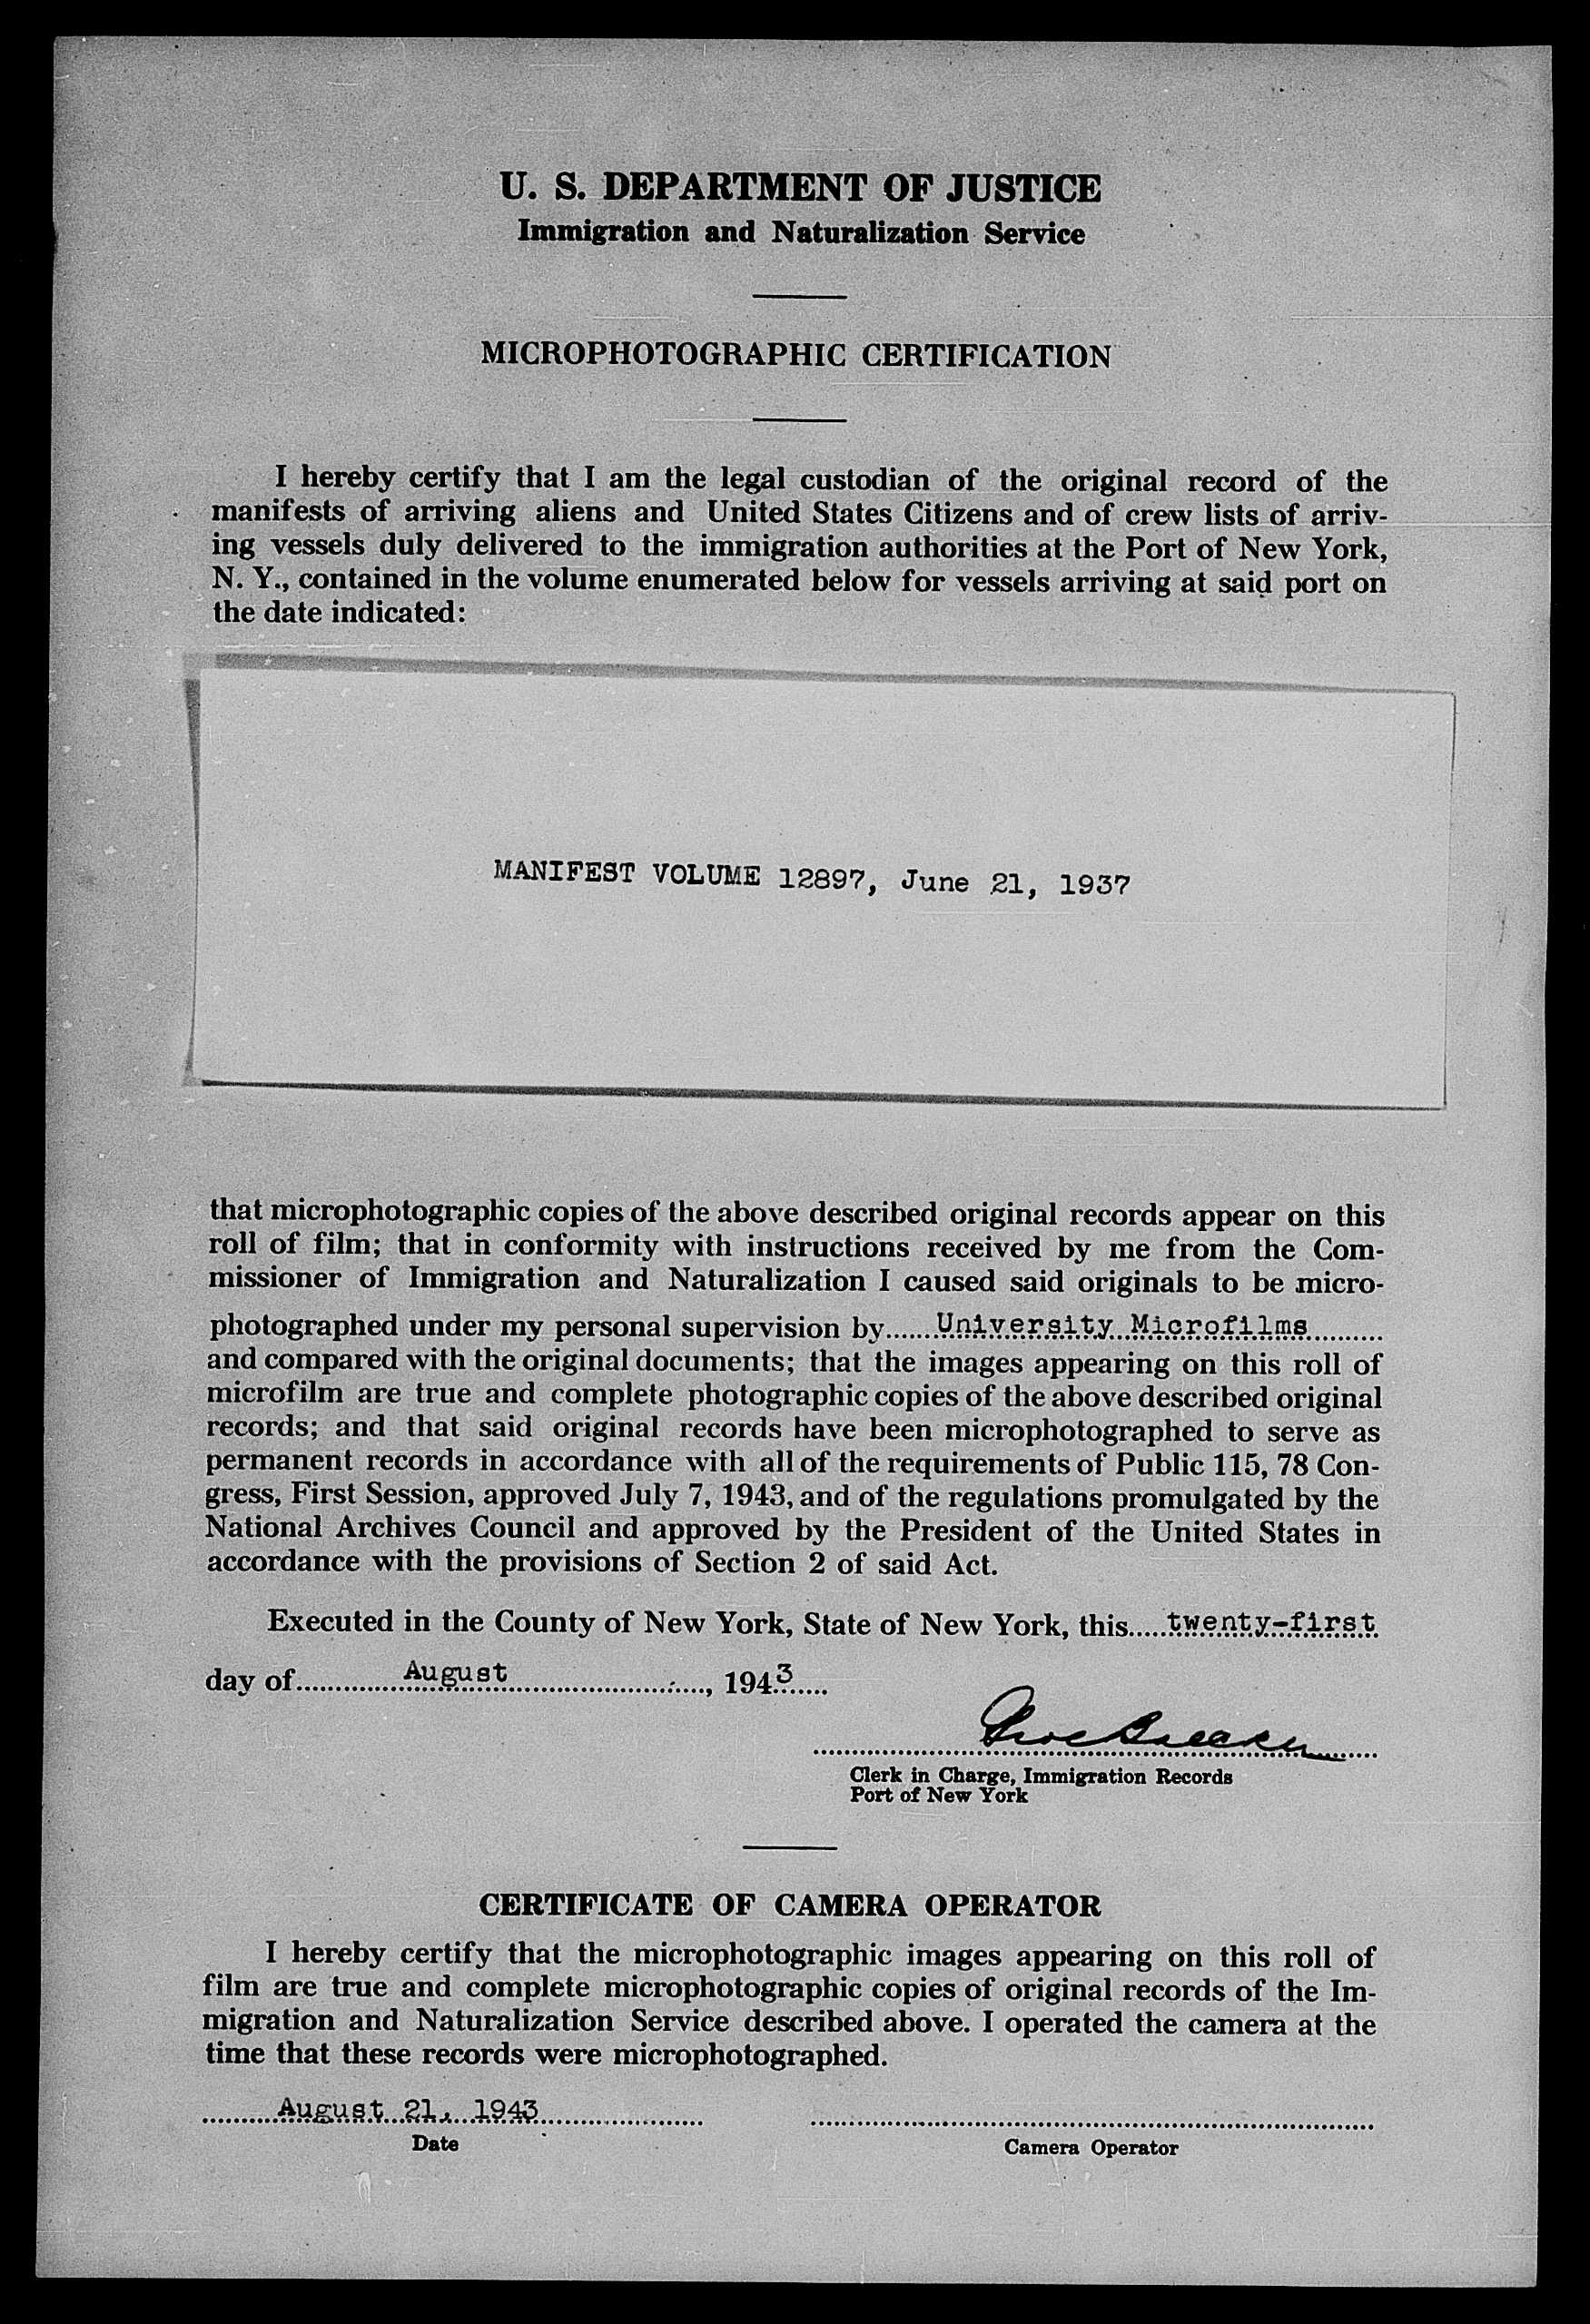 U. S. DEPARTMENT OF JUSTICE
Immigration and Naturalization Service
MICROPHOTOGRAPHIC CERTIFICATION
I hereby certify that I am the legal custodian of the original record of the
manifests of arriving aliens and United States Citizens and of crew lists of arriv-
ing vessels duly delivered to the immigration authorities at the Port of New York,
N. Y., contained in the volume enumerated below for vessels arriving at said port on
the date indicated:
MANIFEST VOLUME 12897, June 21, 1937
that microphotographic copies of the above described original records appear on this
roll of film; that in conformity with instructions received by me from the Com-
missioner of Immigration and Naturalization I caused said originals to be micro-
photographed under my personal supervision by University Microfilms
and compared with the original documents; that the images appearing on this roll of
microfilm are true and complete photographic copies of the above described original
records; and that said original records have been microphotographed to serve as
permanent records in accordance with all of the requirements of Public 115, 78 Con-
gress, First Session, approved July 7, 1943, and of the regulations promulgated by the
National Archives Council and approved by the President of the United States in
accordance with the provisions of Section 2 of said Act.
Executed in the County of New York, State of New York, this twenty-first
day of August, 1943
Clerk in Charge, Immigration Records
Port of New York
CERTIFICATE OF CAMERA OPERATOR
I hereby certify that the microphotographic images appearing on this roll of
film are true and complete microphotographic copies of original records of the Im-
migration and Naturalization Service described above. I operated the camera at the
time that these records were microphotographed.
August 21, 1943
Date
Camera Operator